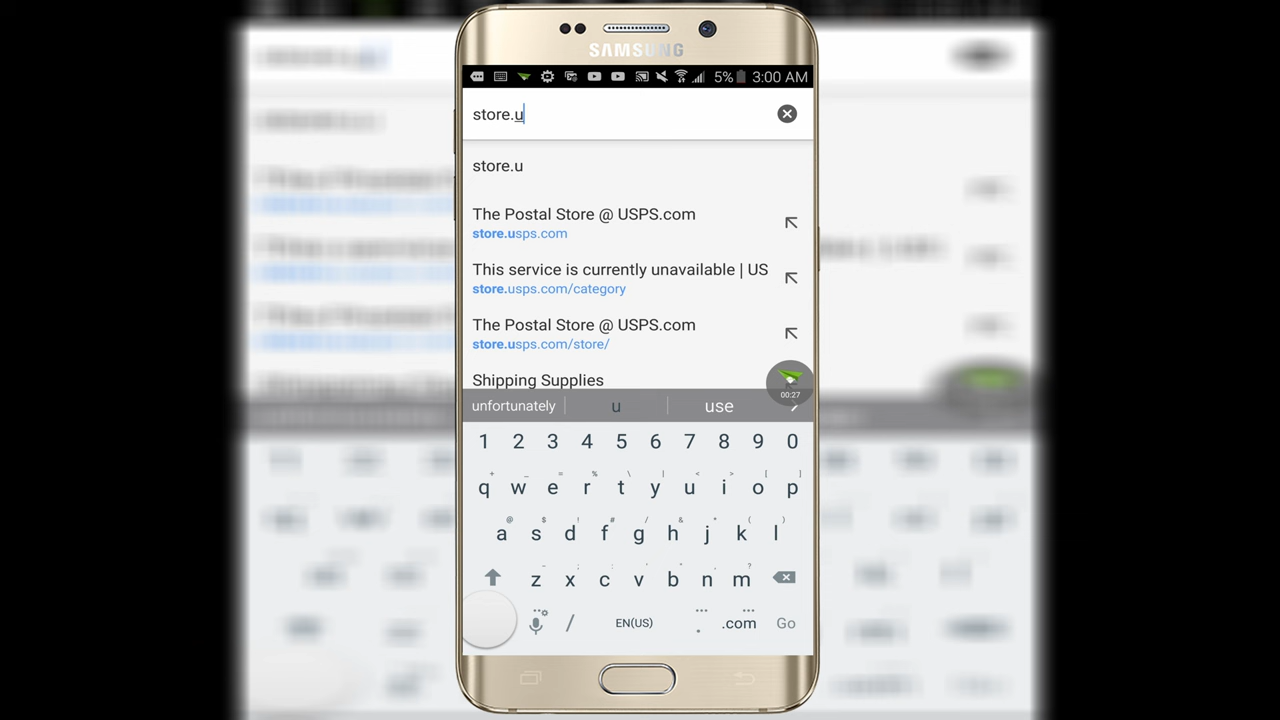 SAMSUNG
5% 3:00 AM
store.u
store.u
The Postal Store @ USPS.com
store.usps.com
This service is currently unavailable | US
store.usps.com/category
The Postal Store @ USPS.com
store.usps.com/store/
Shipping Supplies
00:27
unfortunately u use
1 2 3 4 5 6 7 8 9 0
+ - = % \ | < > [ ]
q w e r t y u i o p
@ $ ! # / & * ( )
a s d f g h j k l
z x c v b n m
/ EN(US) . .com Go